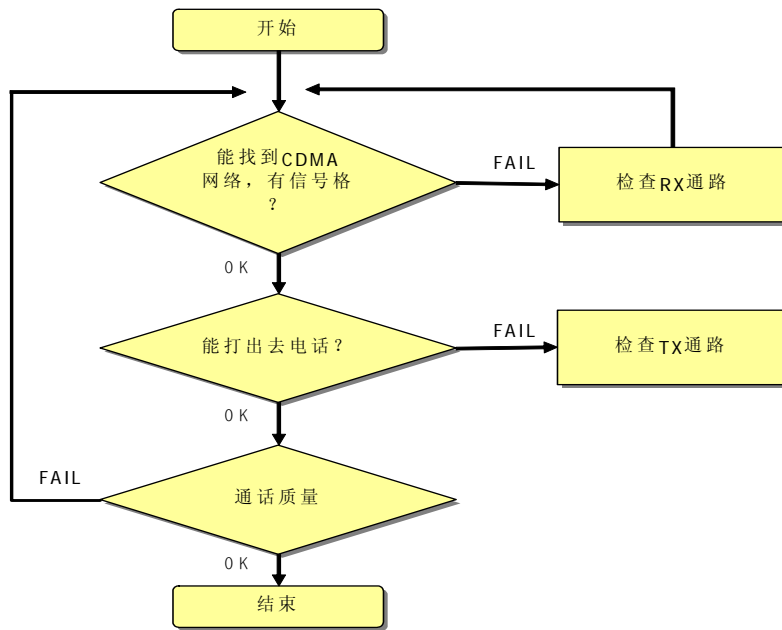 开始
能找到CDMA
网络，有信号格
？
FAIL
检查RX通路
OK
能打出去电话？
FAIL
检查TX通路
OK
FAIL
通话质量
OK
结束